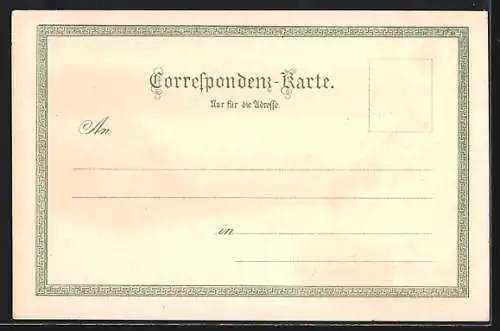 Correſpondenz-Karte.
Nur für die Adreſſe.
An
in